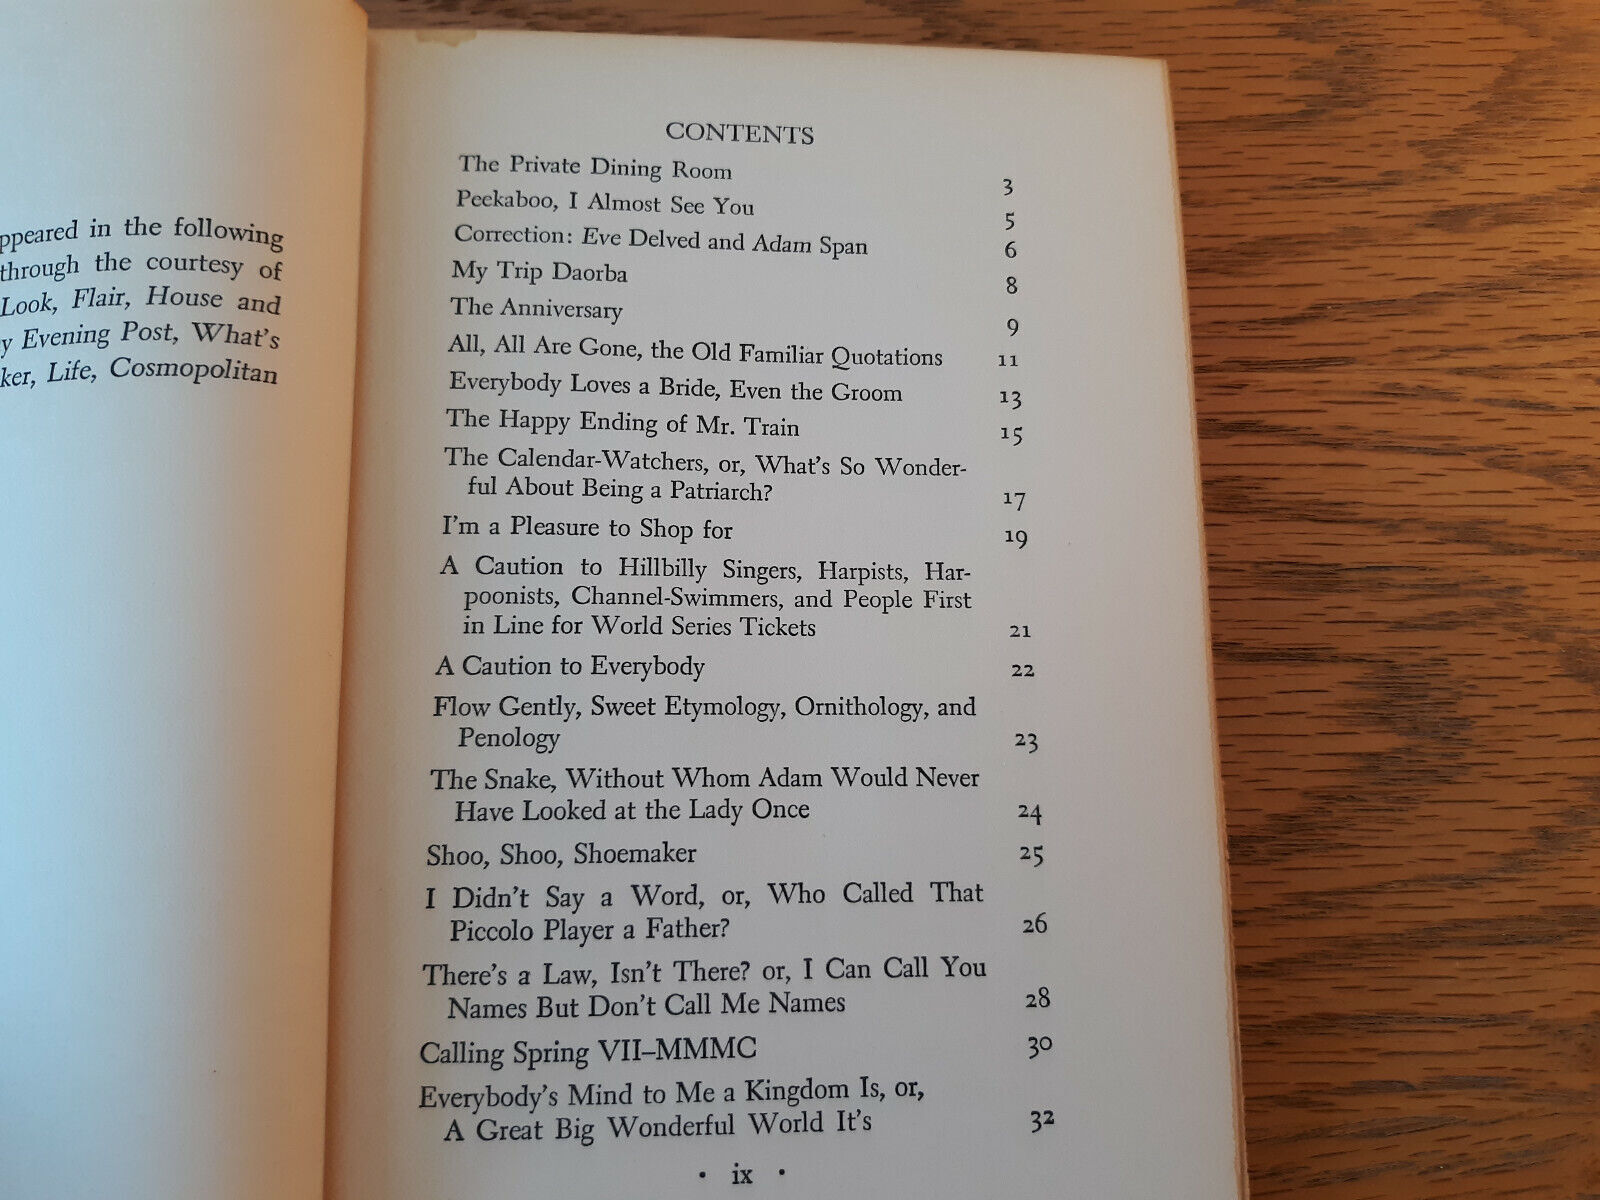 ppeared in the following
through the courtesy of
Look, Flair, House and
y Evening Post, What's
ker, Life, Cosmopolitan
CONTENTS
The Private Dining Room 3
Peekaboo, I Almost See You 5
Correction: Eve Delved and Adam Span 6
My Trip Daorba 8
The Anniversary 9
All, All Are Gone, the Old Familiar Quotations 11
Everybody Loves a Bride, Even the Groom 13
The Happy Ending of Mr. Train 15
The Calendar-Watchers, or, What's So Wonder-
ful About Being a Patriarch? 17
I'm a Pleasure to Shop for 19
A Caution to Hillbilly Singers, Harpists, Har-
poonists, Channel-Swimmers, and People First
in Line for World Series Tickets 21
A Caution to Everybody 22
Flow Gently, Sweet Etymology, Ornithology, and
Penology 23
The Snake, Without Whom Adam Would Never
Have Looked at the Lady Once 24
Shoo, Shoo, Shoemaker 25
I Didn't Say a Word, or, Who Called That
Piccolo Player a Father? 26
There's a Law, Isn't There? or, I Can Call You
Names But Don't Call Me Names 28
Calling Spring VII–MMMC 30
Everybody's Mind to Me a Kingdom Is, or,
A Great Big Wonderful World It's 32
· ix ·